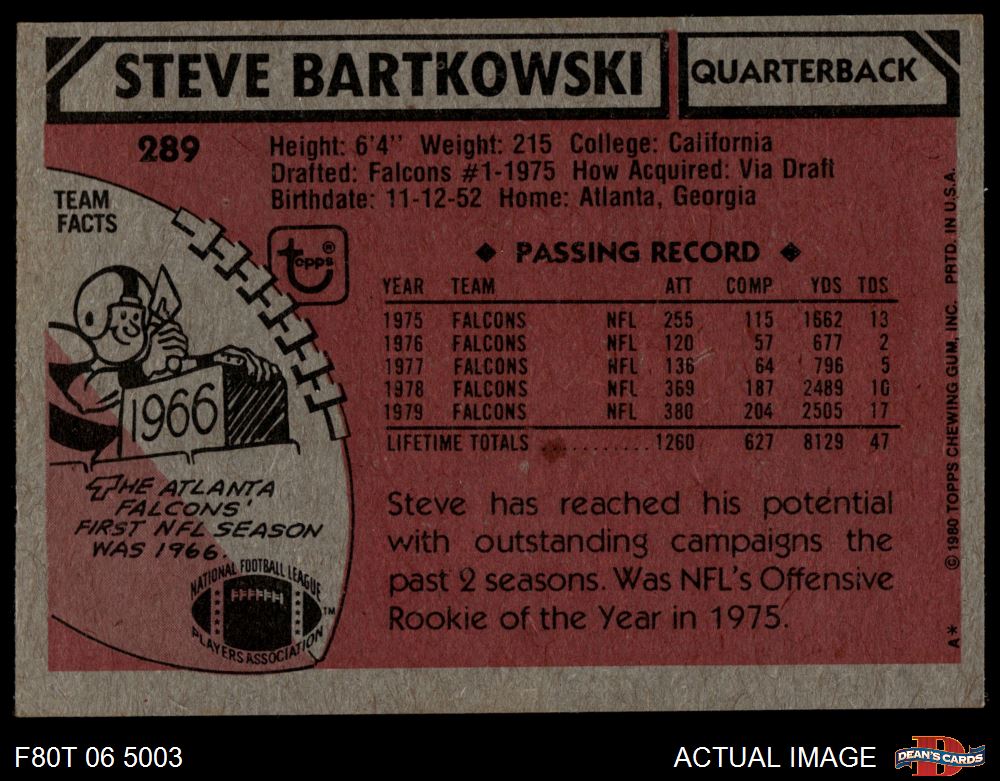 STEVE BARTKOWSKI
QUARTERBACK
289
Height: 6'4" Weight: 215 College: California
Drafted: Falcons #1-1975 How Acquired: Via Draft
Birthdate: 11-12-52 Home: Atlanta, Georgia
TEAM
FACTS
topps®
◆ PASSING RECORD ◆
YEAR TEAM ATT COMP YDS TDS
1975 FALCONS NFL 255 115 1662 13
1976 FALCONS NFL 120 57 677 2
1977 FALCONS NFL 136 64 796 5
1978 FALCONS NFL 369 187 2489 10
1979 FALCONS NFL 380 204 2505 17
LIFETIME TOTALS .......... 1260 627 8129 47
1966
THE ATLANTA
FALCONS'
FIRST NFL SEASON
WAS 1966.
NATIONAL FOOTBALL LEAGUE
PLAYERS ASSOCIATION
TM
Steve has reached his potential
with outstanding campaigns the
past 2 seasons. Was NFL's Offensive
Rookie of the Year in 1975.
A* © 1980 TOPPS CHEWING GUM, INC. PRTD. IN U.S.A.
F80T 06 5003
ACTUAL IMAGE
D
DEAN'S CARDS